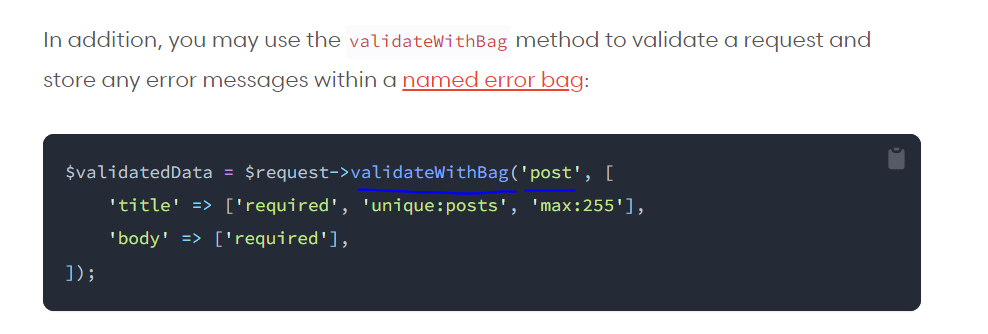 In addition, you may use the validateWithBag method to validate a request and
store any error messages within a named error bag:
$validatedData = $request->validateWithBag('post', [
    'title' => ['required', 'unique:posts', 'max:255'],
    'body' => ['required'],
]);